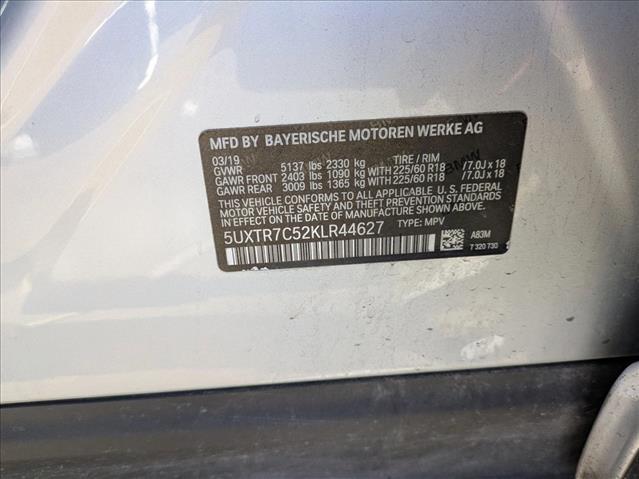 MFD BY BAYERISCHE MOTOREN WERKE AG
03/19
GVWR 5137 lbs 2330 kg TIRE / RIM
GAWR FRONT 2403 lbs 1090 kg WITH 225/60 R18 /7.0J x 18
GAWR REAR 3009 lbs 1365 kg WITH 225/60 R18 /7.0J x 18
THIS VEHICLE CONFORMS TO ALL APPLICABLE U. S. FEDERAL
MOTOR VEHICLE SAFETY AND THEFT PREVENTION STANDARDS
IN EFFECT ON THE DATE OF MANUFACTURE SHOWN ABOVE.
5UXTR7C52KLR44627 TYPE: MPV
A83M
7 320 730